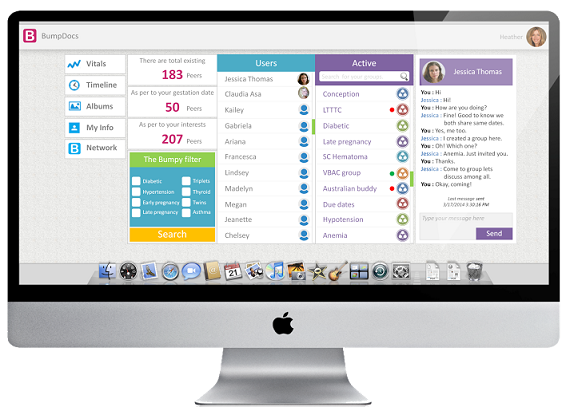 B BumpDocs
Heather
Vitals
Timeline
Albums
My Info
B Network
There are total existing
183 Peers
As per to your gestation date
50 Peers
As per to your interests
207 Peers
The Bumpy filter
Diabetic
Triplets
Hypertension
Thyroid
Early pregnancy
Twins
Late pregnancy
Asthma
Search
Users
Jessica Thomas
Claudia Asa
Kailey
Gabriela
Ariana
Francesca
Lindsey
Madelyn
Megan
Jeanette
Chelsey
Active
Search for your groups
Conception
LTTTC
Diabetic
Late pregnancy
SC Hematoma
VBAC group
Australian buddy
Due dates
Hypotension
Anemia
Jessica Thomas
You : Hi
Jessica : Hi!
You : How are you doing?
Jessica : Fine! Good to know we
both share same dates.
You : Yes, me too.
Jessica : I created a group here.
You : Oh! Which one?
Jessica : Anemia. Just invited you.
You : Thanks.
Jessica : Come to group lets
discuss among all.
You : Okay, coming!
Last message sent
3/17/2014 5:30:16 PM
Type your message here
Send
21